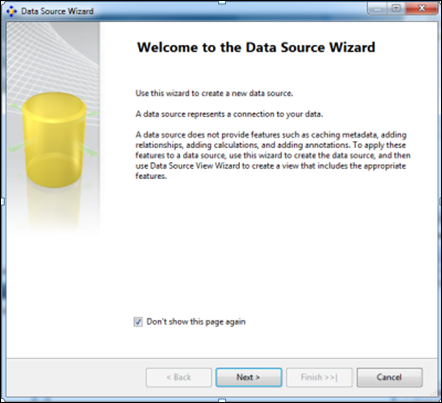 Data Source Wizard
Welcome to the Data Source Wizard
Use this wizard to create a new data source.
A data source represents a connection to your data.
A data source does not provide features such as caching metadata, adding
relationships, adding calculations, and adding annotations. To apply these
features to a data source, use this wizard to create the data source, and then
use Data Source View Wizard to create a view that includes the appropriate
features.
Don't show this page again
< Back
Next >
Finish >>|
Cancel